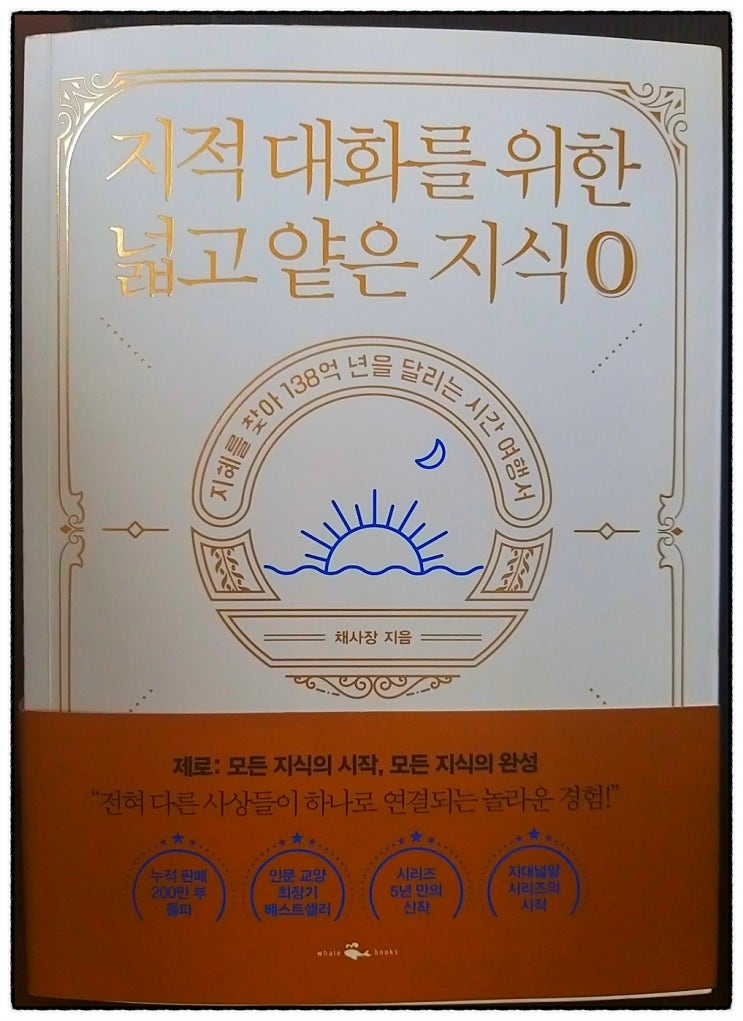 지적 대화를 위한
넓고 얕은 지식 0
지혜를 찾아 138억 년을 달리는 시간 여행서
채사장 지음
제로: 모든 지식의 시작, 모든 지식의 완성
“전혀 다른 사상들이 하나로 연결되는 놀라운 경험!”
누적 판매
200만 부
돌파
인문 교양
최장기
베스트셀러
시리즈
5년 만의
신작
지대넓얕
시리즈의
시작
whale books